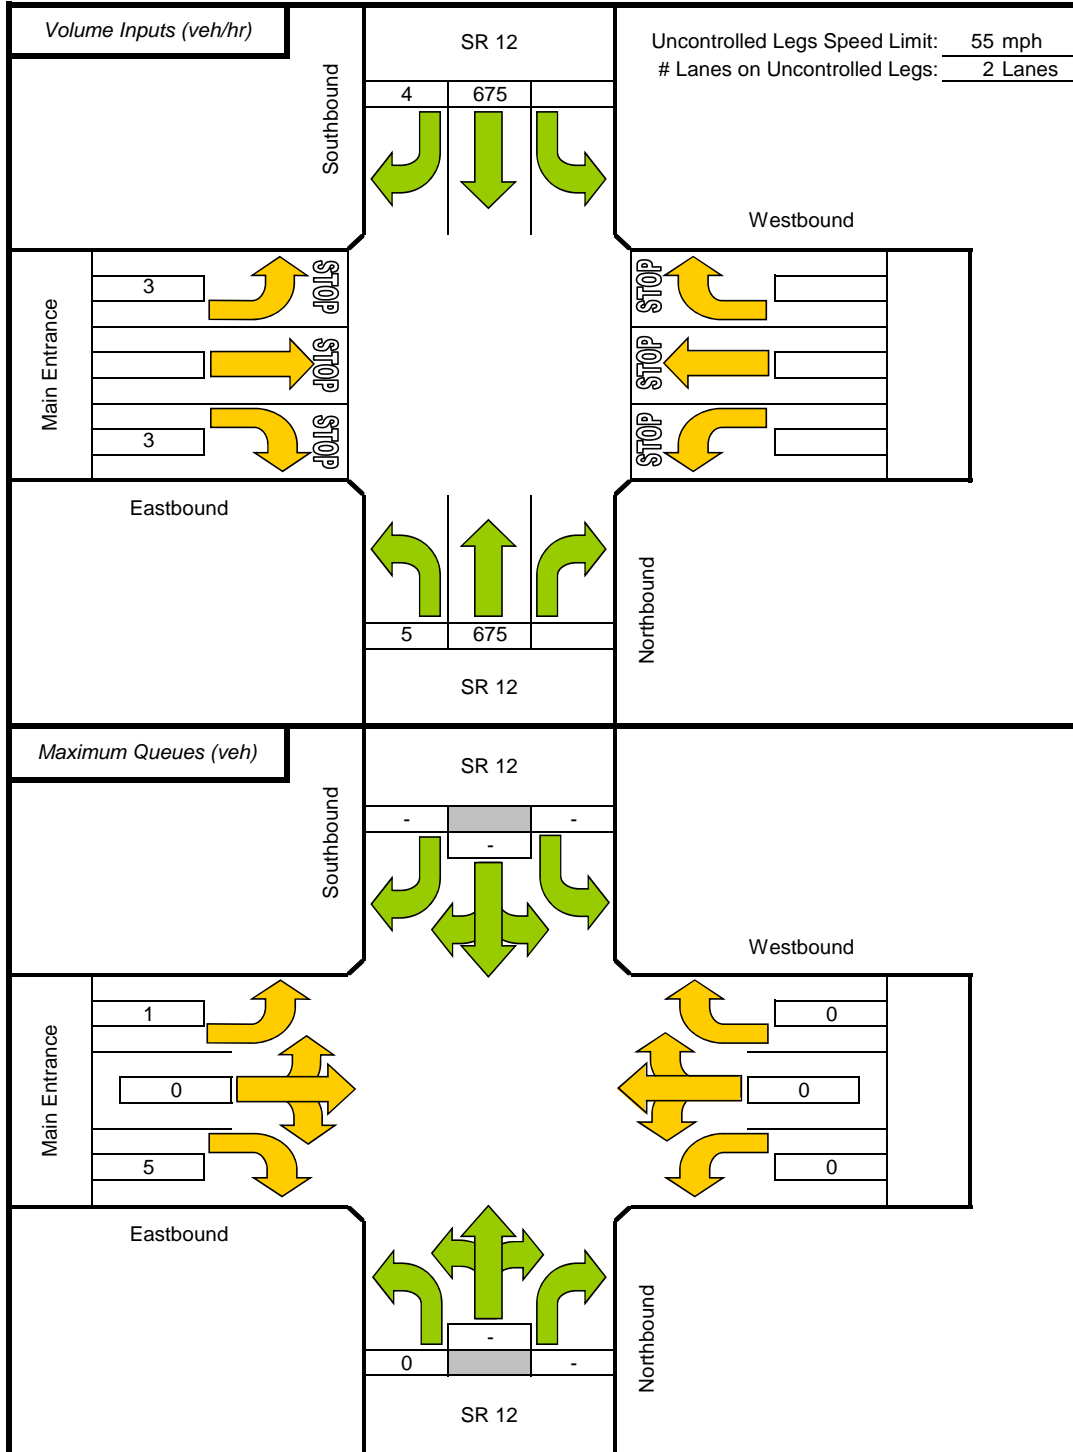 Volume Inputs (veh/hr)
SR 12
Uncontrolled Legs Speed Limit: 55 mph
# Lanes on Uncontrolled Legs: 2 Lanes
Southbound
4 675
Westbound
Main Entrance
3
STOP
STOP
STOP
STOP
3
STOP
STOP
Eastbound
Northbound
5 675
SR 12
Maximum Queues (veh)
SR 12
Southbound
- -
-
Westbound
Main Entrance
1 0
0 0
5 0
Eastbound
Northbound
-
0 -
SR 12